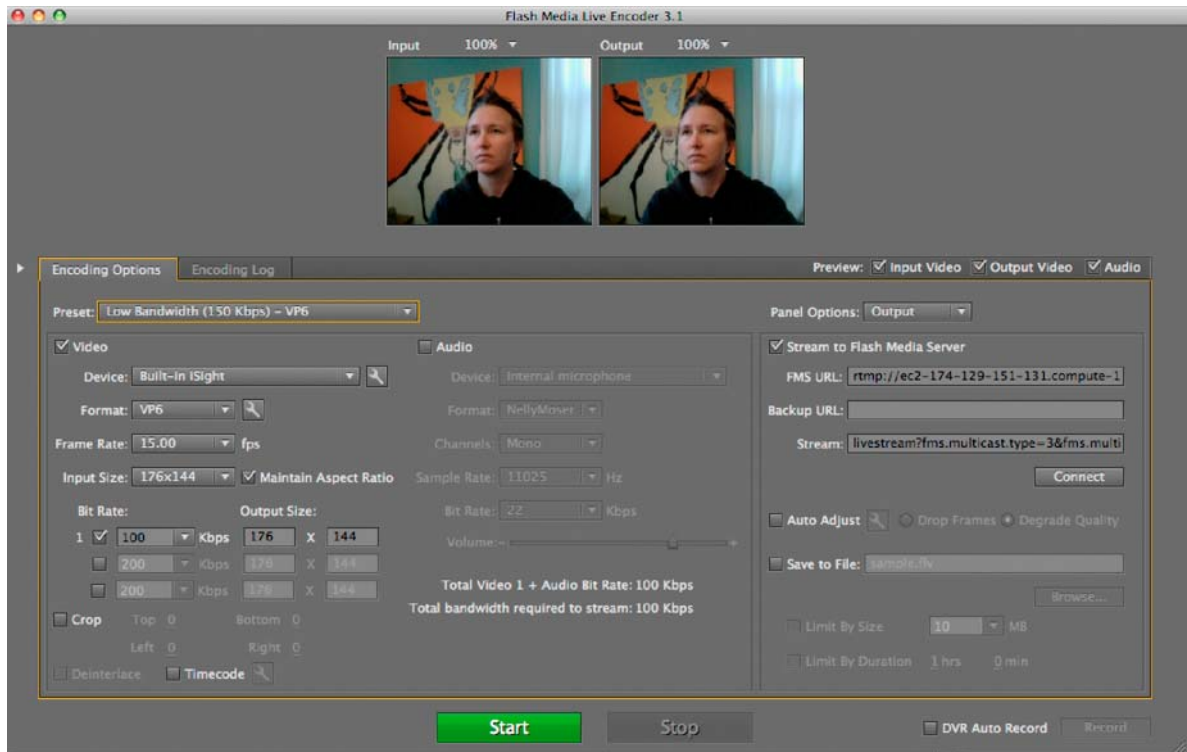 Flash Media Live Encoder 3.1
Input 100% Output 100%
Encoding Options Encoding Log Preview: Input Video Output Video Audio
Preset: Low Bandwidth (150 Kbps) – VP6
Panel Options: Output
Video
Device: Built-in iSight
Format: VP6
Frame Rate: 15.00 fps
Input Size: 176x144 Maintain Aspect Ratio
Bit Rate: Output Size:
1 100 Kbps 176 X 144
200 Kbps 176 X 144
200 Kbps 176 X 144
Crop Top 0 Bottom 0
Left 0 Right 0
Deinterlace Timecode
Audio
Device: Internal microphone
Format: NellyMoser
Channels: Mono
Sample Rate: 11025 Hz
Bit Rate: 22 Kbps
Volume: - +
Total Video 1 + Audio Bit Rate: 100 Kbps
Total bandwidth required to stream: 100 Kbps
Stream to Flash Media Server
FMS URL: rtmp://ec2-174-129-151-131.compute-1
Backup URL:
Stream: livestream?fms.multicast.type=3&fms.multi
Connect
Auto Adjust Drop Frames Degrade Quality
Save to File: sample.flv
Browse...
Limit By Size 10 MB
Limit By Duration 1 hrs 0 min
Start Stop DVR Auto Record Record